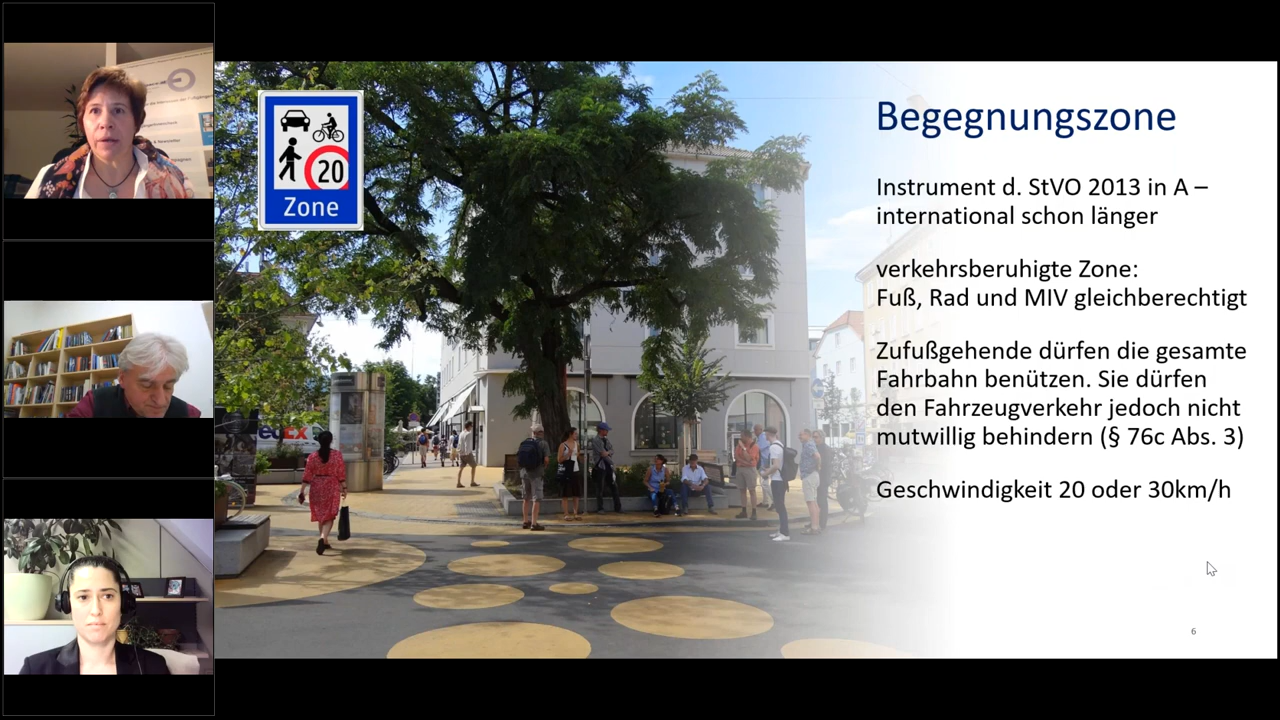 20
Zone
Begegnungszone
Instrument d. StVO 2013 in A –
international schon länger
verkehrsberuhigte Zone:
Fuß, Rad und MIV gleichberechtigt
Zufußgehende dürfen die gesamte
Fahrbahn benützen. Sie dürfen
den Fahrzeugverkehr jedoch nicht
mutwillig behindern (§ 76c Abs. 3)
Geschwindigkeit 20 oder 30km/h
6